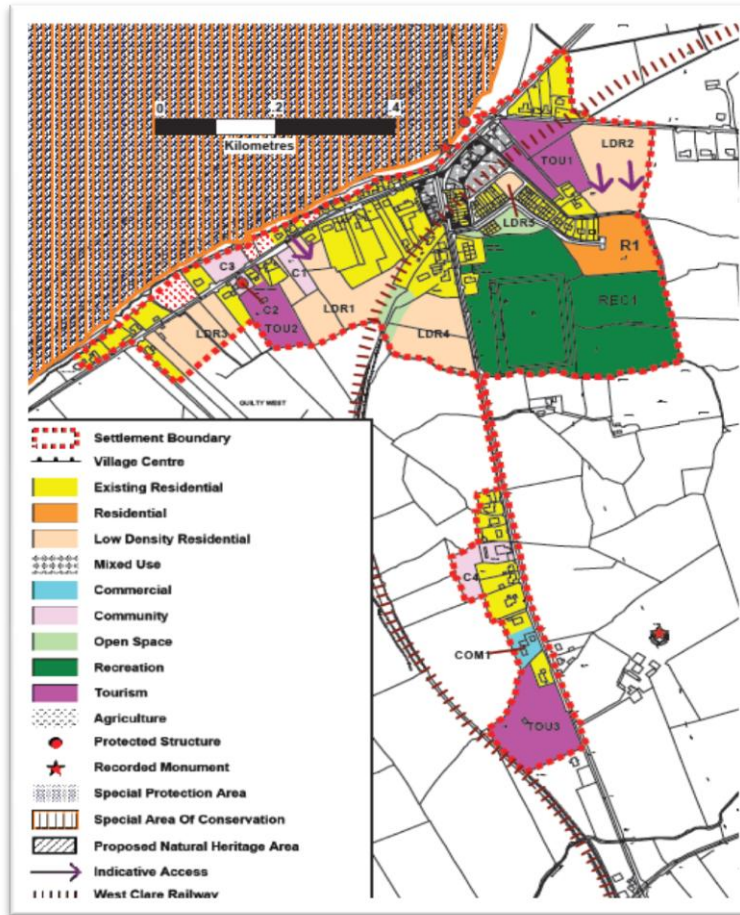 0 .2 .4
Kilometres
LDR2
TOU1
LDR5
R1
C3
C1
C2
TOU2
LDR1
LDR3
LDR4
REC1
QUILTY WEST
C4
COM1
TOU3
Settlement Boundary
Village Centre
Existing Residential
Residential
Low Density Residential
Mixed Use
Commercial
Community
Open Space
Recreation
Tourism
Agriculture
Protected Structure
Recorded Monument
Special Protection Area
Special Area Of Conservation
Proposed Natural Heritage Area
Indicative Access
West Clare Railway